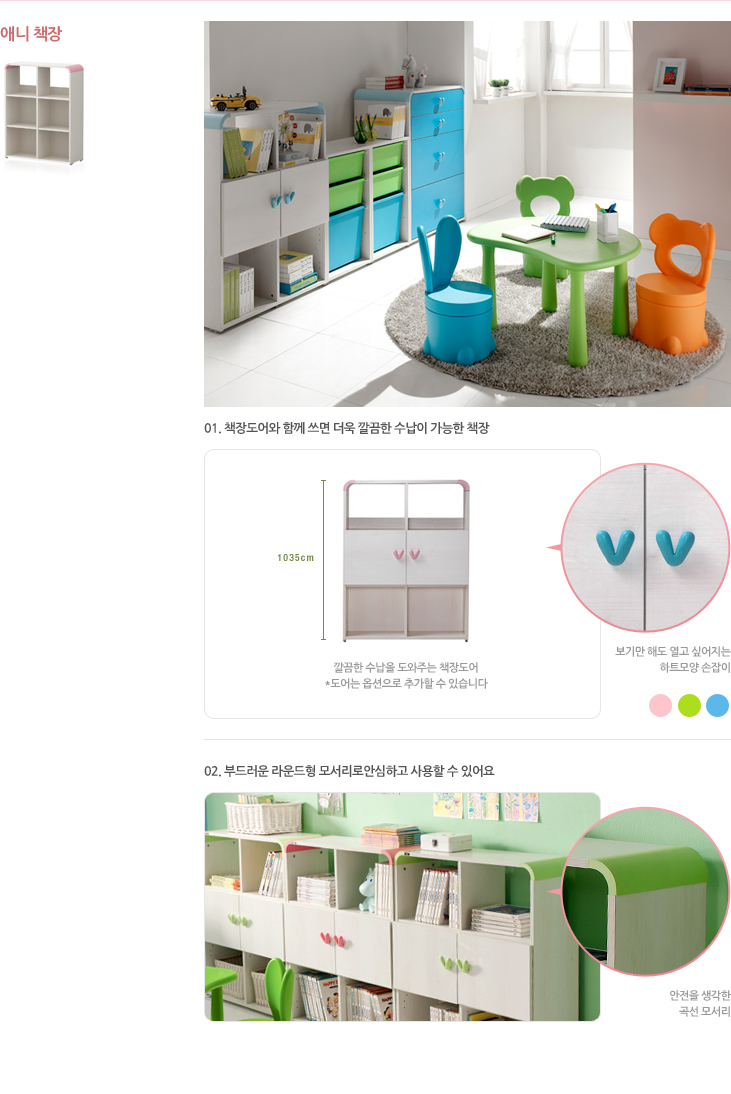 애니 책장
01. 책장도어와 함께 쓰면 더욱 깔끔한 수납이 가능한 책장
1035cm
깔끔한 수납을 도와주는 책장도어
*도어는 옵션으로 추가할 수 있습니다
보기만 해도 열고 싶어지는
하트모양 손잡이
02. 부드러운 라운드형 모서리로안심하고 사용할 수 있어요
안전을 생각한
곡선 모서리